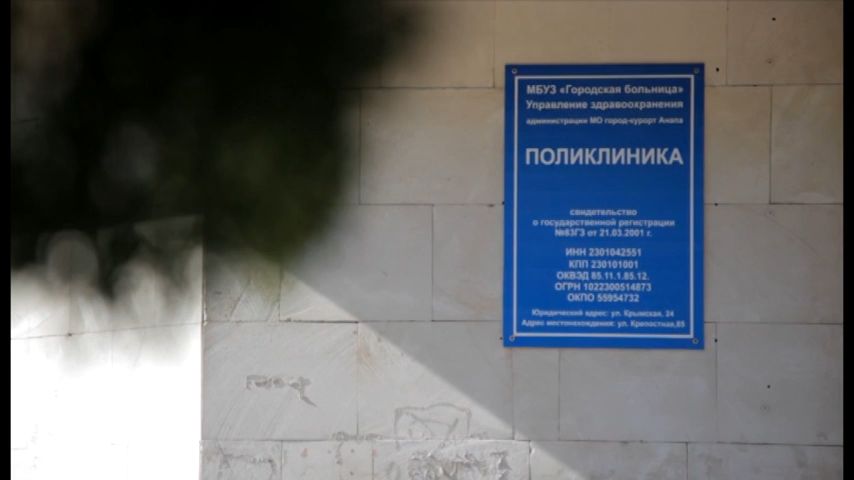 МБУЗ «Городская больница»
Управление здравоохранения
администрации МО город-курорт Анапа
ПОЛИКЛИНИКА
свидетельство
о государственной регистрации
№83ГЗ от 21.03.2001 г.
ИНН 2301042551
КПП 230101001
ОКВЭД 85.11.1.85.12.
ОГРН 1022300514873
ОКПО 55954732
Юридический адрес: ул. Крымская, 24
Адрес местонахождения: ул. Крепостная,85